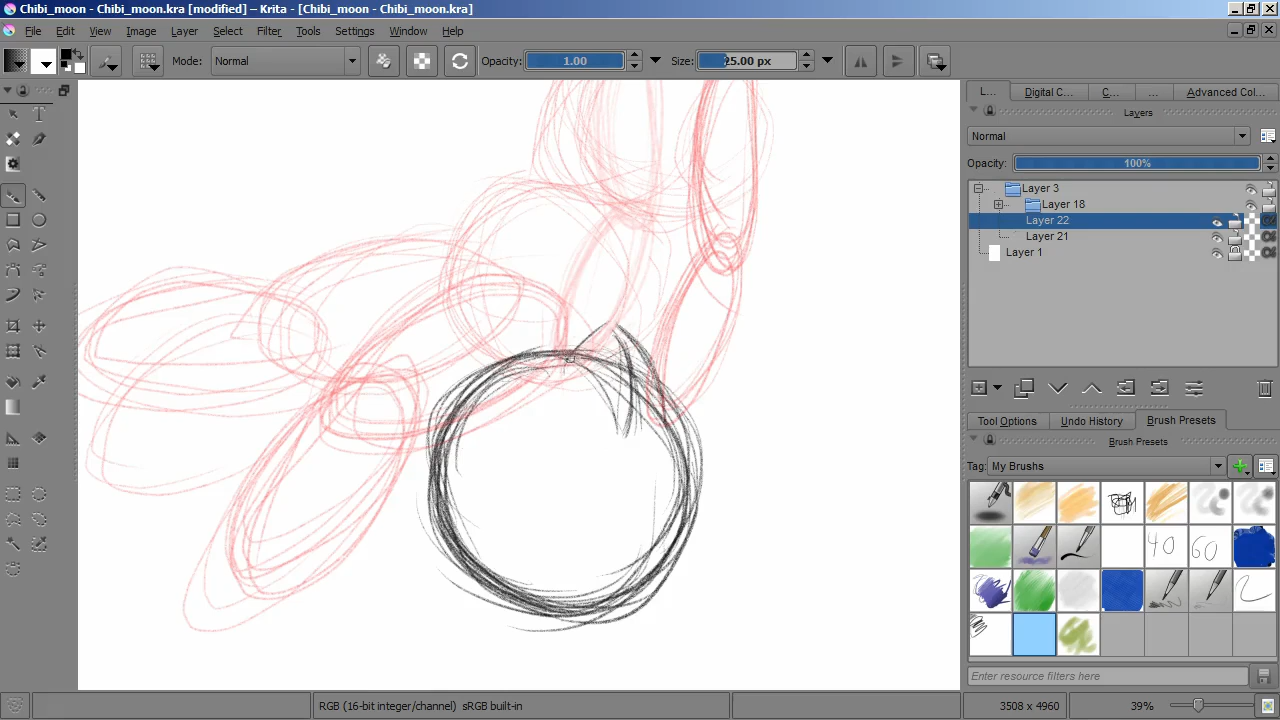 Chibi_moon - Chibi_moon.kra [modified] – Krita - [Chibi_moon - Chibi_moon.kra]
File Edit View Image Layer Select Filter Tools Settings Window Help
Mode: Normal Opacity: 1.00 Size: 25.00 px
L... Digital C... C... ... Advanced Col...
Layers
Normal
Opacity: 100%
Layer 3
Layer 18
Layer 22
Layer 21
Layer 1
Tool Options Undo History Brush Presets
Brush Presets
Tag: My Brushs
40 60
Enter resource filters here
RGB (16-bit integer/channel) sRGB built-in 3508 x 4960 39%